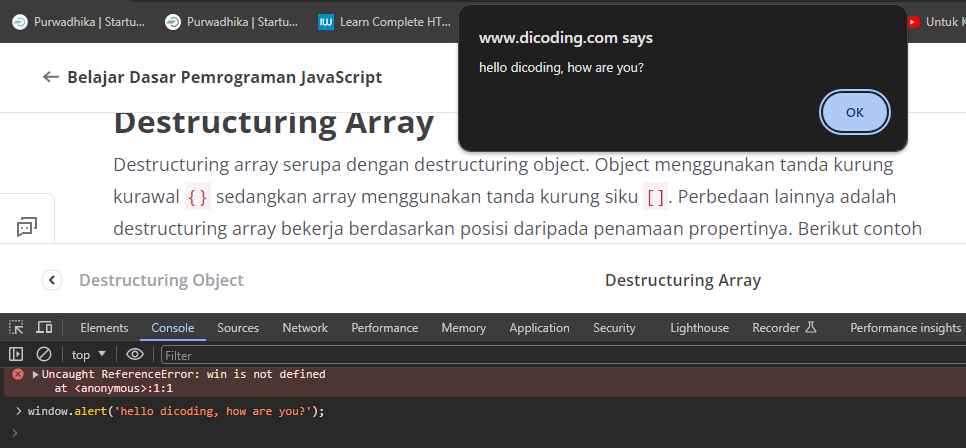 Purwadhika | Startu...
Purwadhika | Startu...
Learn Complete HT...
Untuk K
www.dicoding.com says
hello dicoding, how are you?
OK
Belajar Dasar Pemrograman JavaScript
Destructuring Array
Destructuring array serupa dengan destructuring object. Object menggunakan tanda kurung
kurawal {} sedangkan array menggunakan tanda kurung siku []. Perbedaan lainnya adalah
destructuring array bekerja berdasarkan posisi daripada penamaan propertinya. Berikut contoh
Destructuring Object
Destructuring Array
Elements Console Sources Network Performance Memory Application Security Lighthouse Recorder Performance insights
top Filter
Uncaught ReferenceError: win is not defined
at <anonymous>:1:1
> window.alert('hello dicoding, how are you?');
>